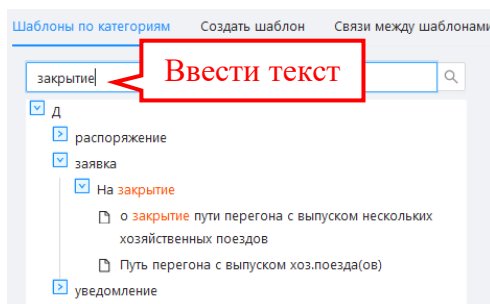 Шаблоны по категориям Создать шаблон Связи между шаблонами
закрытие Ввести текст
Д
распоряжение
заявка
На закрытие
о закрытие пути перегона с выпуском нескольких
хозяйственных поездов
Путь перегона с выпуском хоз.поезда(ов)
уведомление